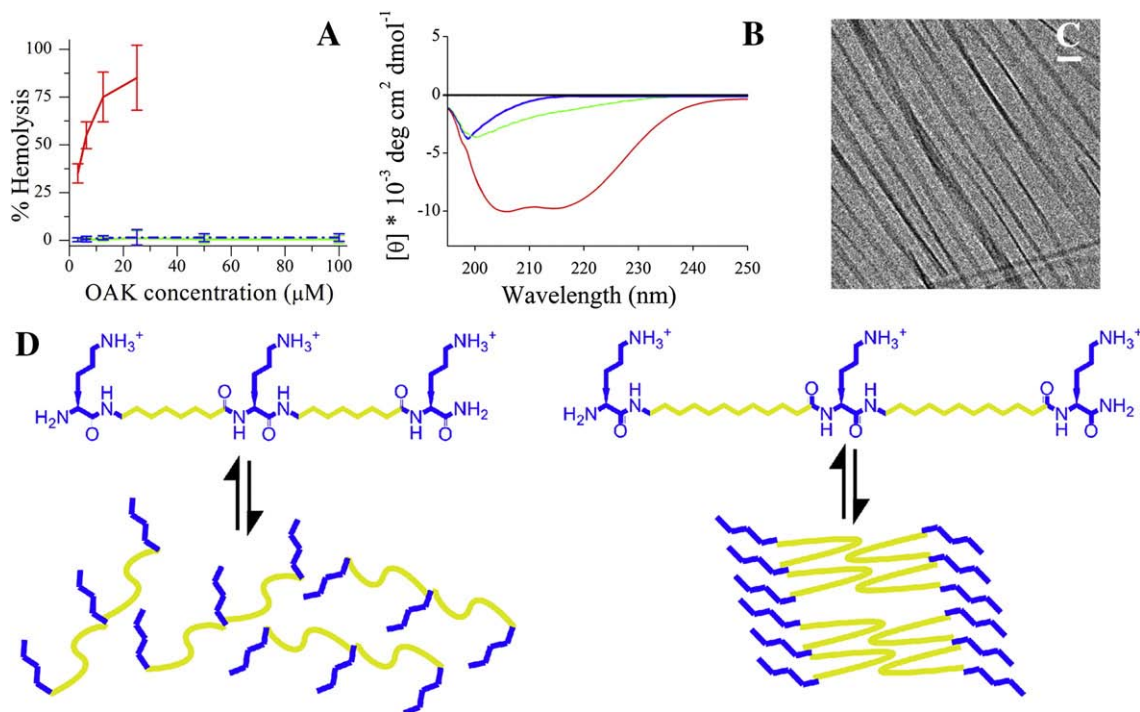 A
% Hemolysis
100
75
50
25
0
0 20 40 60 80 100
OAK concentration (μM)
B
[θ] * 10⁻³ deg cm² dmol⁻¹
5
0
-5
-10
200 210 220 230 240 250
Wavelength (nm)
C
D
NH₃⁺ NH₃⁺ NH₃⁺
H₂N H N O O N H O H N O N H O NH₂
NH₃⁺ NH₃⁺ NH₃⁺
H₂N O H N O N H O H N O N H O NH₂